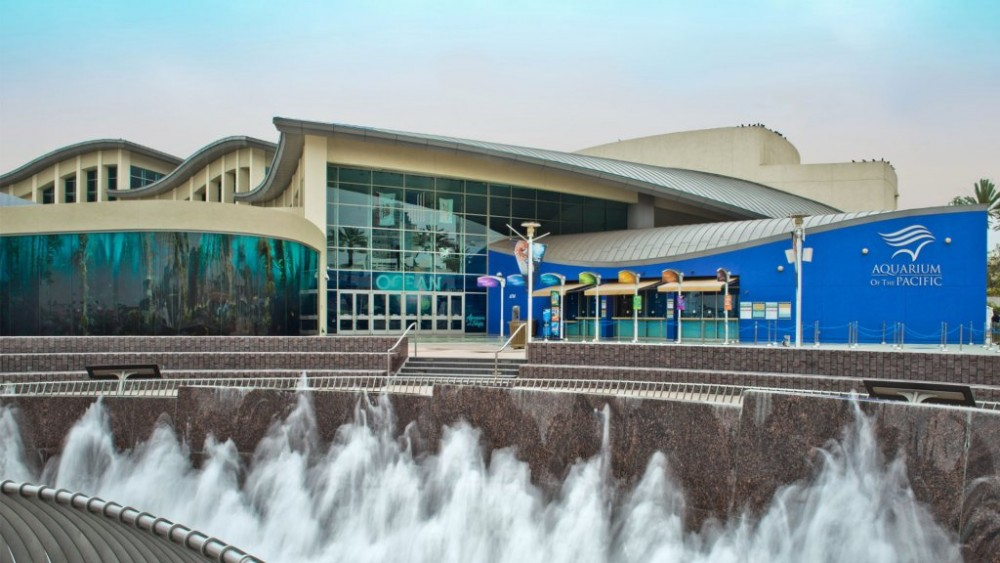 OCEAN
AQUARIUM
OF THE PACIFIC